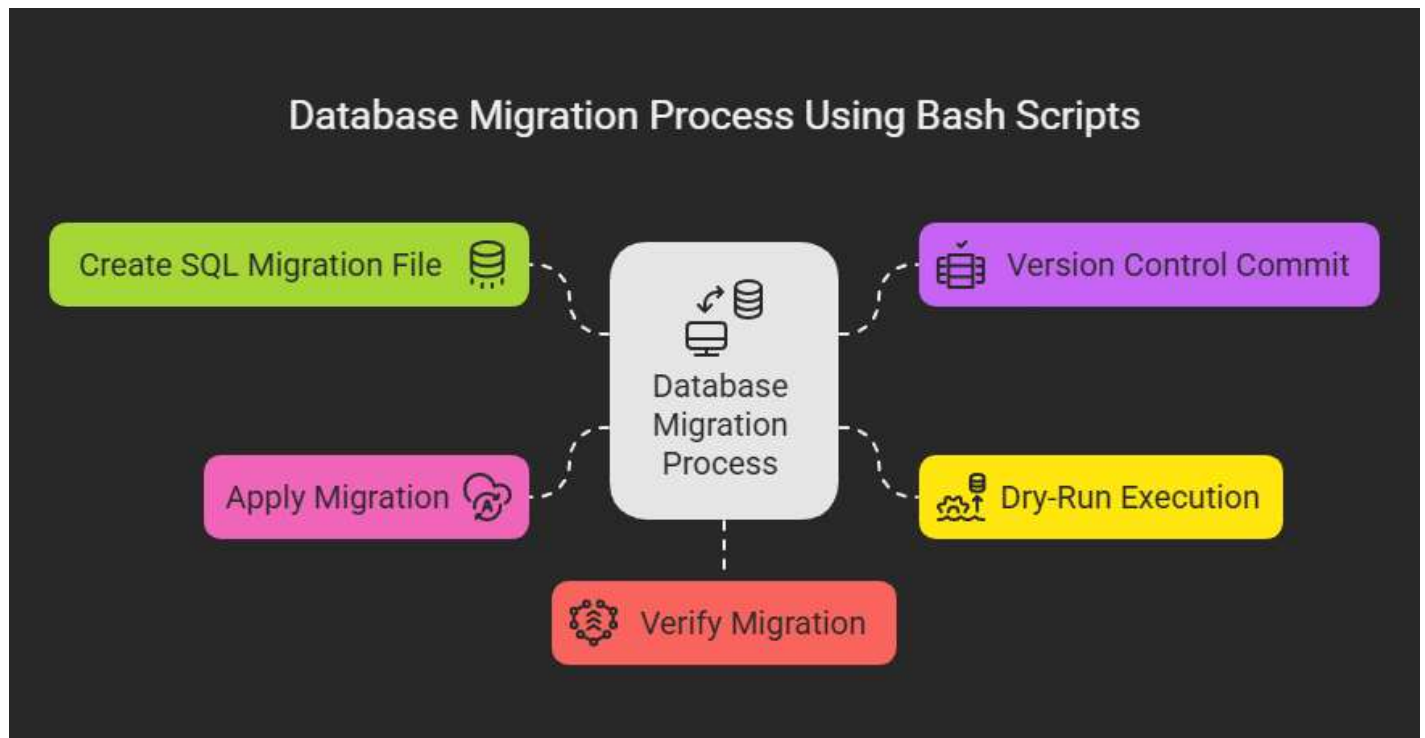 Database Migration Process Using Bash Scripts
Create SQL Migration File
Version Control Commit
Database
Migration
Process
Apply Migration
Dry-Run Execution
Verify Migration